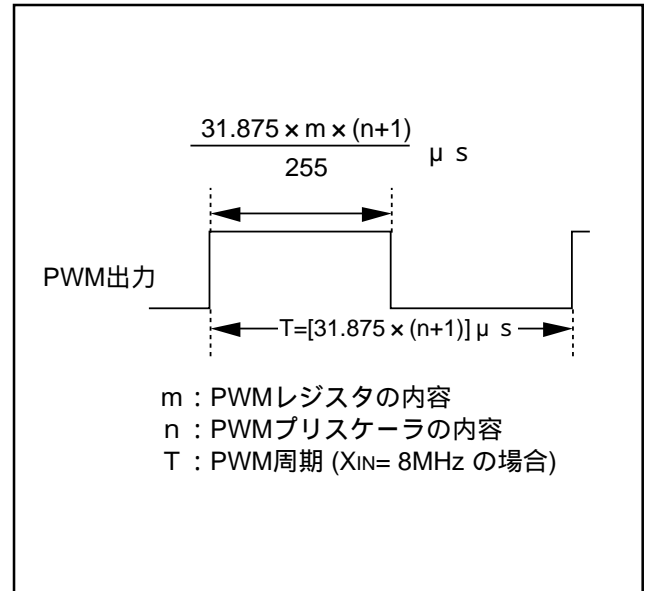 31.875 × m × (n+1)
255
μ s
PWM出力
T=[31.875 × (n+1)] μ s
m : PWMレジスタの内容
n : PWMプリスケーラの内容
T : PWM周期 (XIN= 8MHz の場合)